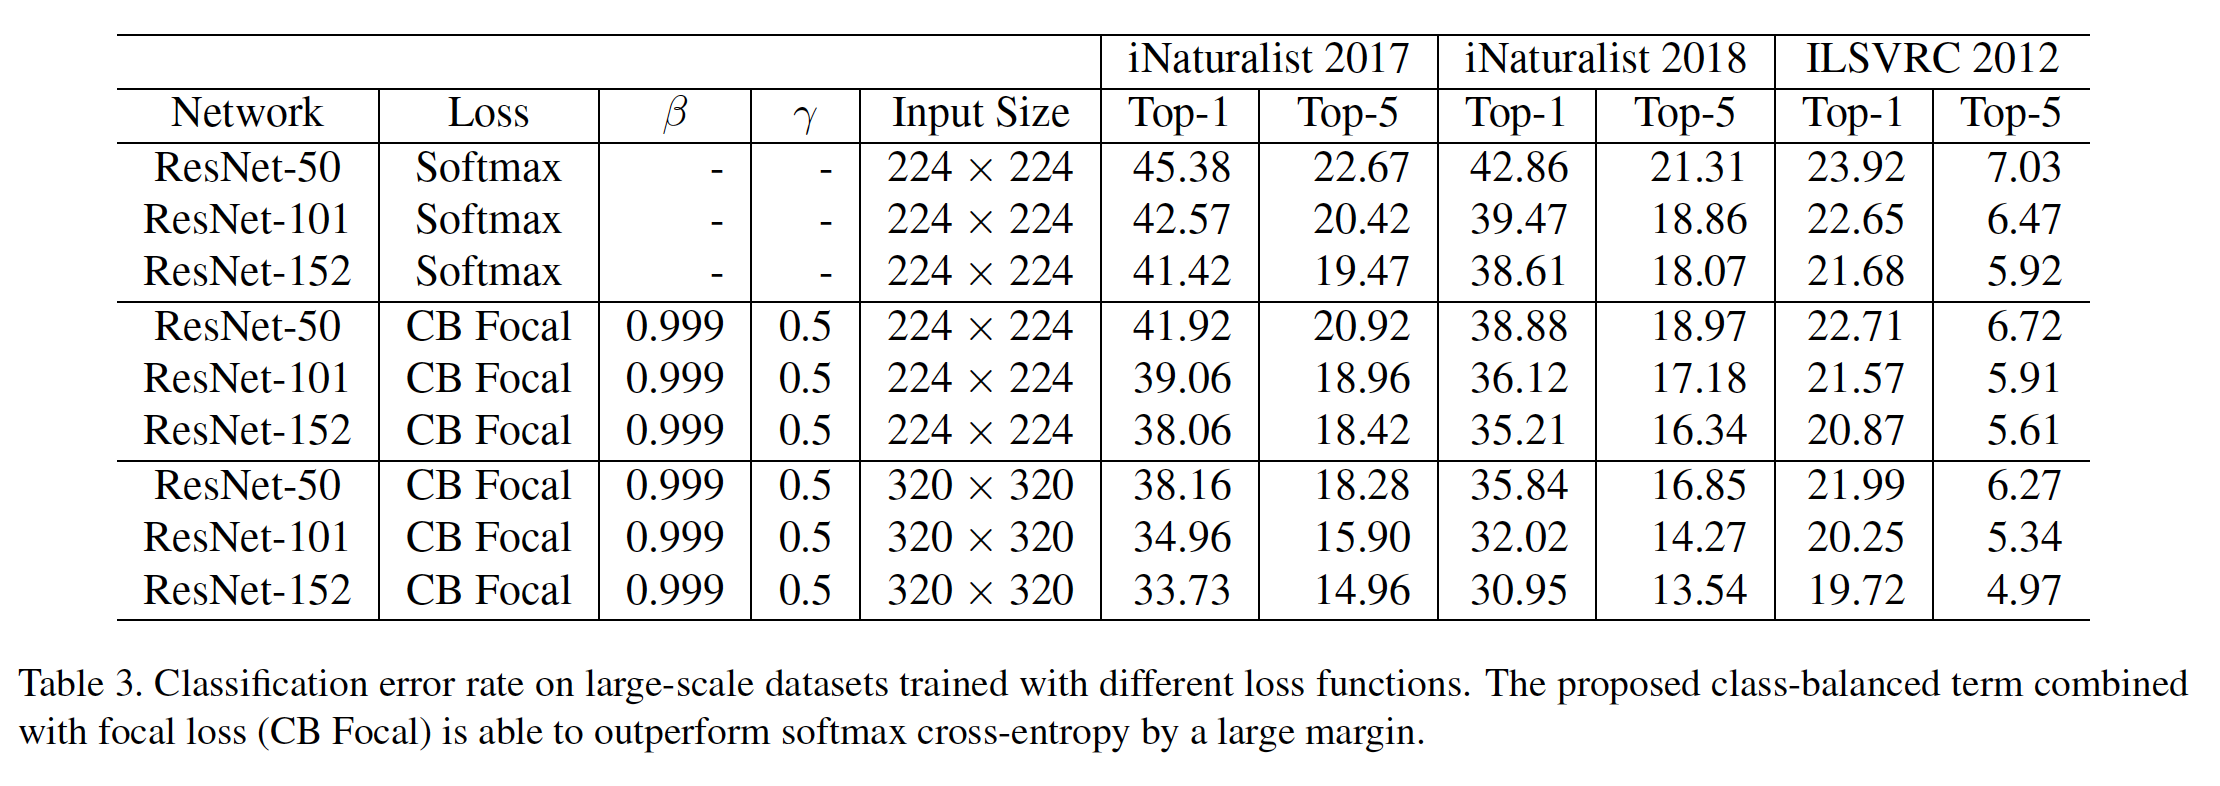 iNaturalist 2017 iNaturalist 2018 ILSVRC 2012
Network Loss β γ Input Size Top-1 Top-5 Top-1 Top-5 Top-1 Top-5
ResNet-50 Softmax - - 224 × 224 45.38 22.67 42.86 21.31 23.92 7.03
ResNet-101 Softmax - - 224 × 224 42.57 20.42 39.47 18.86 22.65 6.47
ResNet-152 Softmax - - 224 × 224 41.42 19.47 38.61 18.07 21.68 5.92
ResNet-50 CB Focal 0.999 0.5 224 × 224 41.92 20.92 38.88 18.97 22.71 6.72
ResNet-101 CB Focal 0.999 0.5 224 × 224 39.06 18.96 36.12 17.18 21.57 5.91
ResNet-152 CB Focal 0.999 0.5 224 × 224 38.06 18.42 35.21 16.34 20.87 5.61
ResNet-50 CB Focal 0.999 0.5 320 × 320 38.16 18.28 35.84 16.85 21.99 6.27
ResNet-101 CB Focal 0.999 0.5 320 × 320 34.96 15.90 32.02 14.27 20.25 5.34
ResNet-152 CB Focal 0.999 0.5 320 × 320 33.73 14.96 30.95 13.54 19.72 4.97
Table 3. Classification error rate on large-scale datasets trained with different loss functions. The proposed class-balanced term combined
with focal loss (CB Focal) is able to outperform softmax cross-entropy by a large margin.